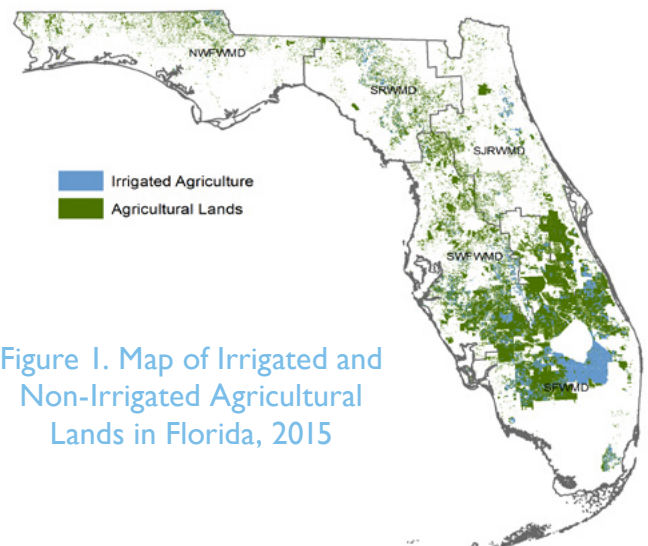 NWFWMD
SRWMD
SJRWMD
Irrigated Agriculture
Agricultural Lands
SWFWMD
Figure 1. Map of Irrigated and
Non-Irrigated Agricultural
Lands in Florida, 2015
SFWMD